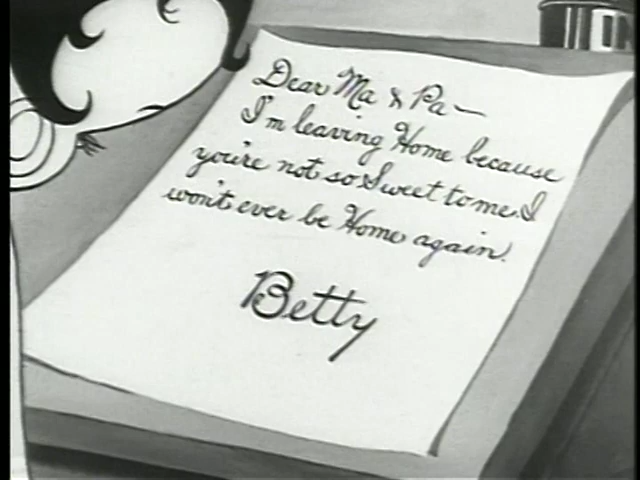 Dear Ma & Pa —
I'm leaving Home because
you're not so Sweet to me. I
won't ever be Home again.
Betty